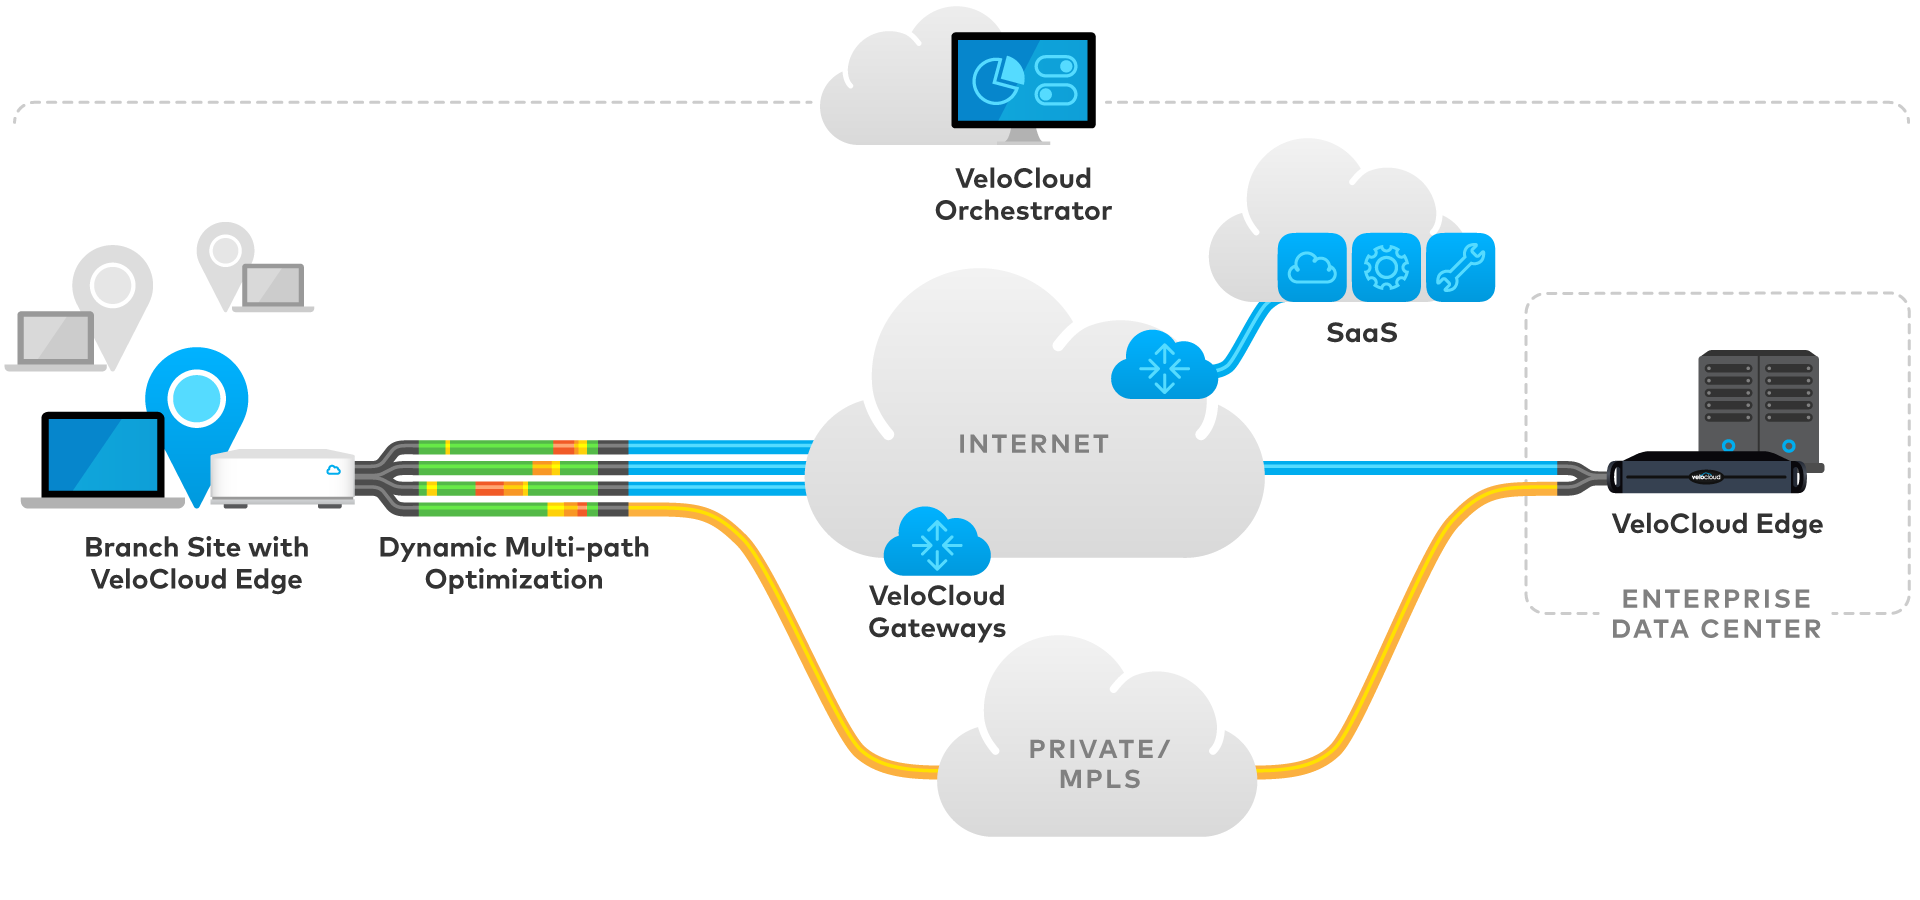 VeloCloud
Orchestrator
SaaS
INTERNET
velocloud
VeloCloud Edge
Branch Site with
VeloCloud Edge
Dynamic Multi-path
Optimization
VeloCloud
Gateways
ENTERPRISE
DATA CENTER
PRIVATE/
MPLS